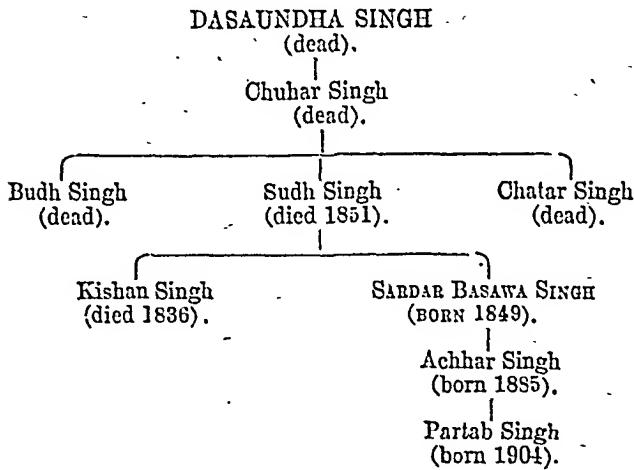 DASAUNDHA SINGH
(dead).
Chuhar Singh
(dead).
Budh Singh
(dead).
Sudh Singh
(died 1851).
Chatar Singh
(dead).
Kishan Singh
(died 1836).
SARDAR BASAWA SINGH
(BORN 1849).
Achhar Singh
(born 1885).
Partab Singh
(born 1904).